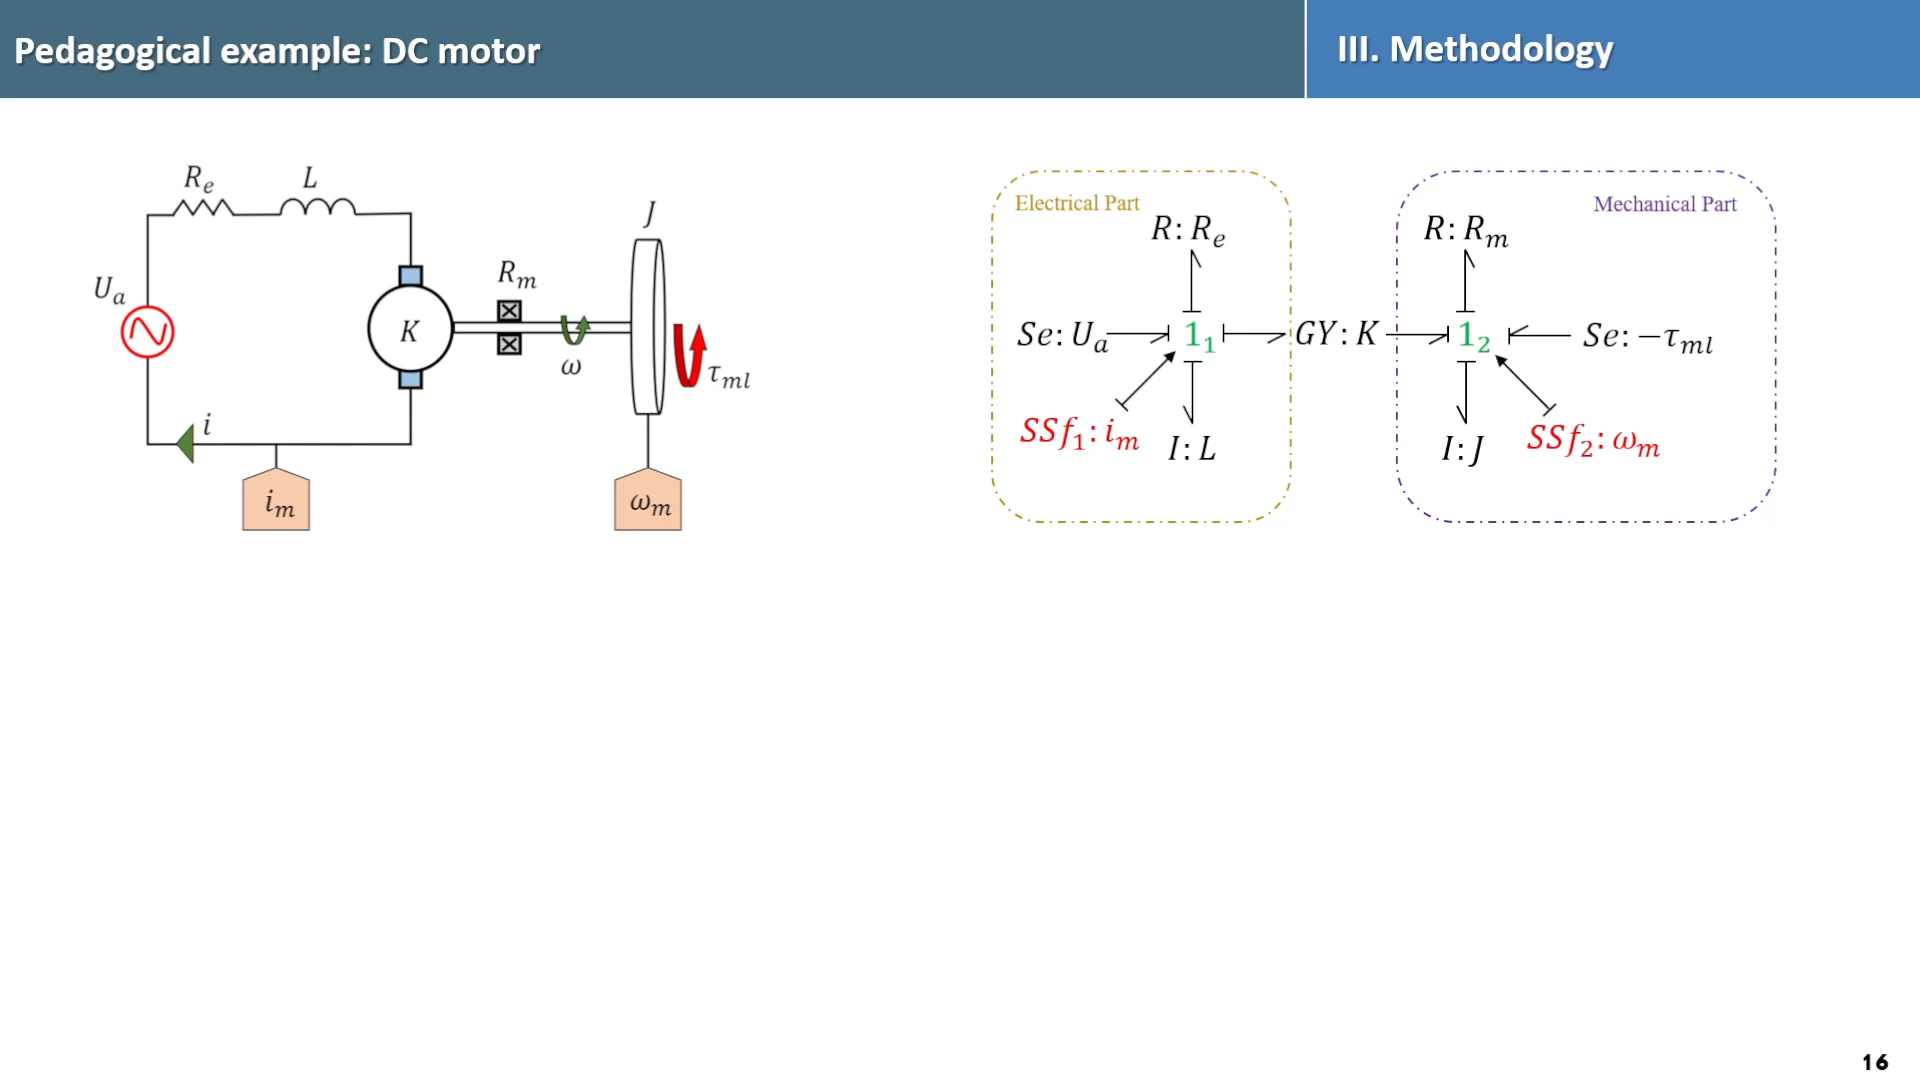 Pedagogical example: DC motor
III. Methodology
Rₑ
L
J
Uₐ
Rₘ
K
ω
τₘₗ
i
iₘ
ωₘ
Electrical Part
Mechanical Part
R: Rₑ
R: Rₘ
Se: Uₐ
1₁
GY: K
1₂
Se: −τₘₗ
SSf₁: iₘ
I: L
I: J
SSf₂: ωₘ
16